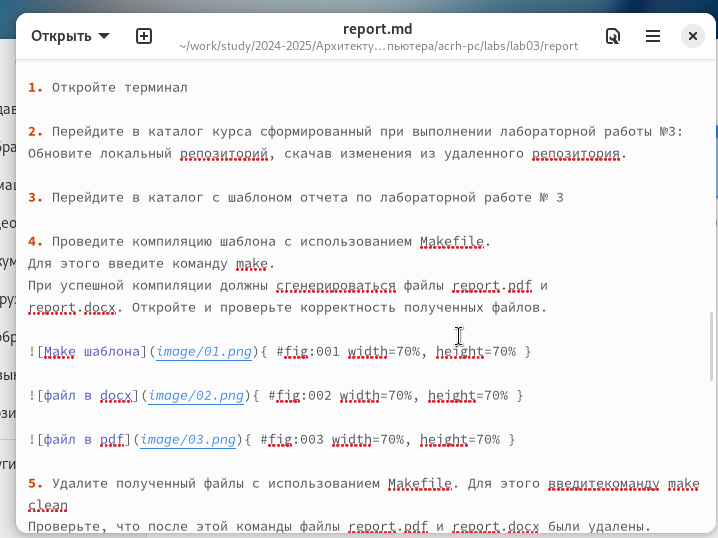 Открыть
report.md
~/work/study/2024-2025/Архитекту…пьютера/acrh-pc/labs/lab03/report
1. Откройте терминал
2. Перейдите в каталог курса сформированный при выполнении лабораторной работы №3:
Обновите локальный репозиторий, скачав изменения из удаленного репозитория.
3. Перейдите в каталог с шаблоном отчета по лабораторной работе № 3
4. Проведите компиляцию шаблона с использованием Makefile.
Для этого введите команду make.
При успешной компиляции должны сгенерироваться файлы report.pdf и
report.docx. Откройте и проверьте корректность полученных файлов.
![Make шаблона](image/01.png){ #fig:001 width=70%, height=70% }
![файл в docx](image/02.png){ #fig:002 width=70%, height=70% }
![файл в pdf](image/03.png){ #fig:003 width=70%, height=70% }
5. Удалите полученный файлы с использованием Makefile. Для этого введитекоманду make
clean
Проверьте, что после этой команды файлы report.pdf и report.docx были удалены.